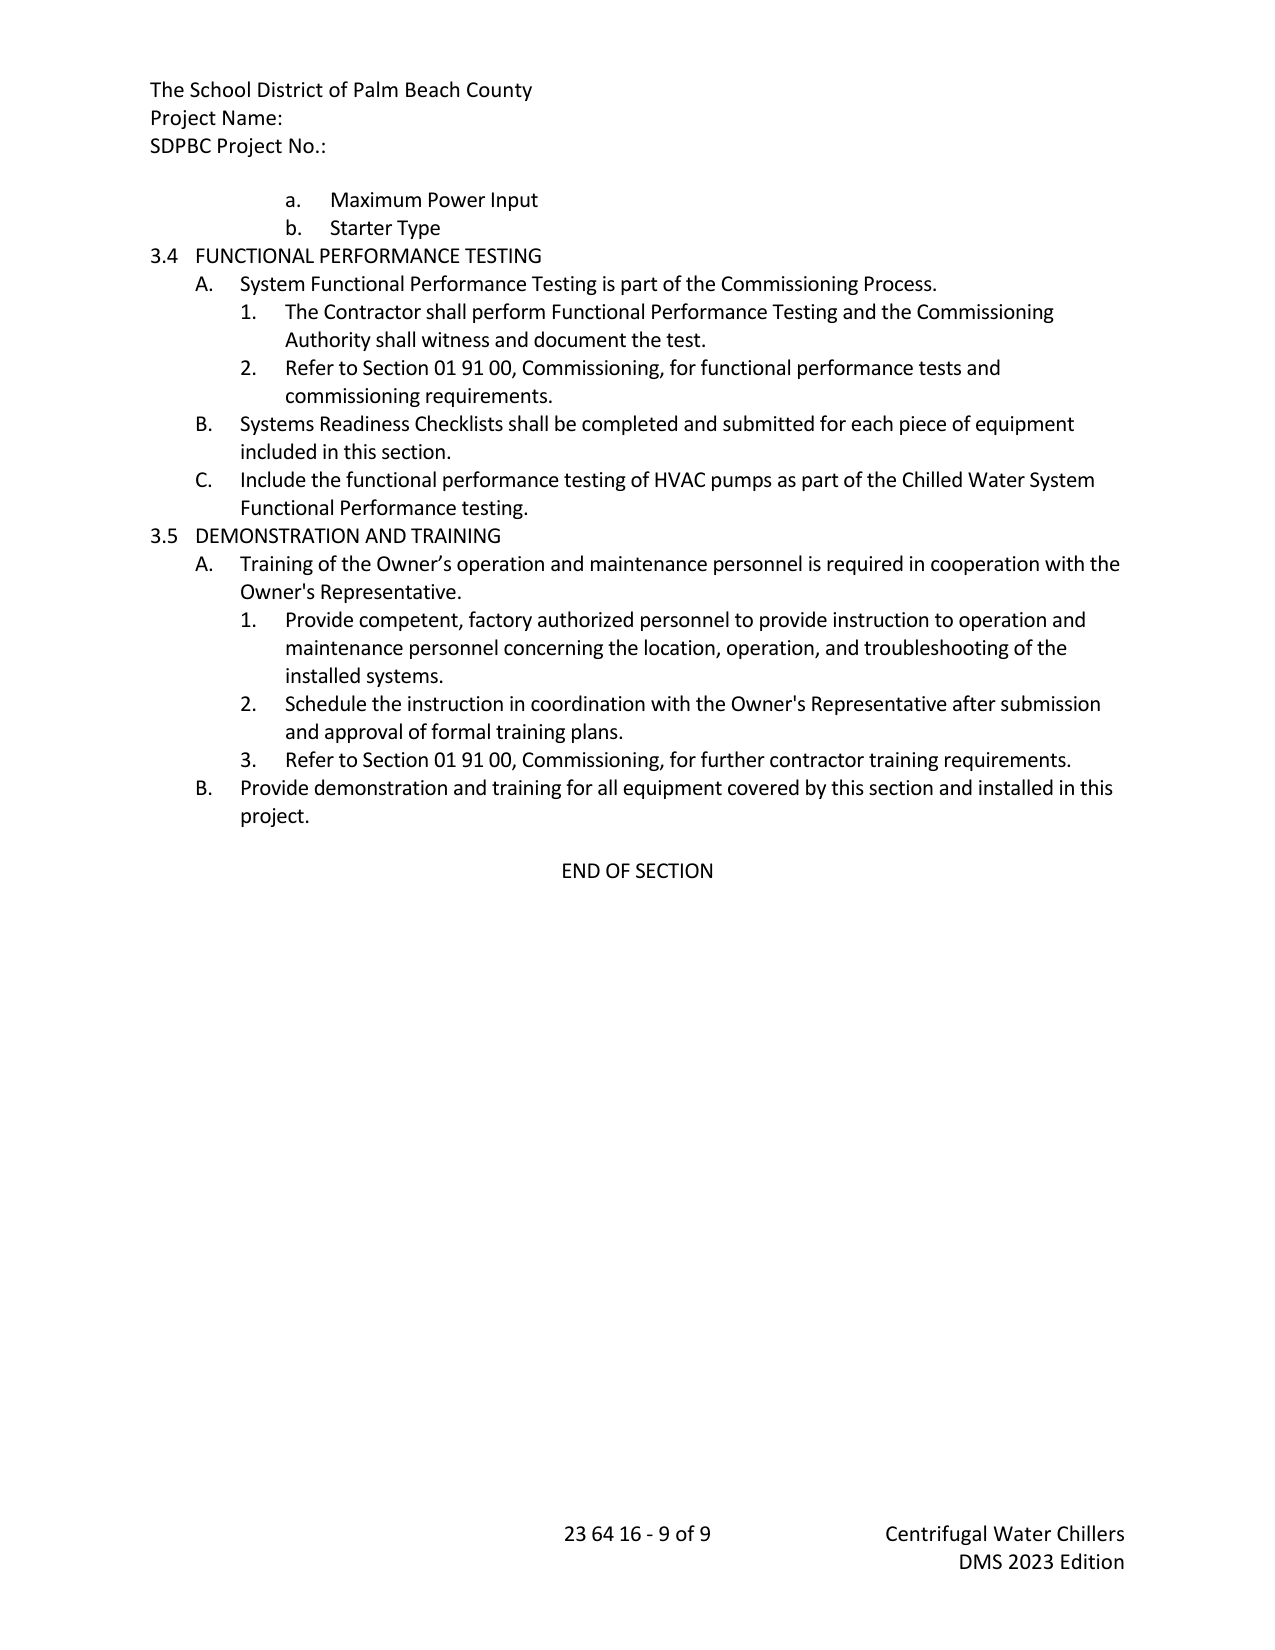 The School District of Palm Beach County
Project Name:
SDPBC Project No.:
a. Maximum Power Input
b. Starter Type
3.4 FUNCTIONAL PERFORMANCE TESTING
A. System Functional Performance Testing is part of the Commissioning Process.
1. The Contractor shall perform Functional Performance Testing and the Commissioning
Authority shall witness and document the test.
2. Refer to Section 01 91 00, Commissioning, for functional performance tests and
commissioning requirements.
B. Systems Readiness Checklists shall be completed and submitted for each piece of equipment
included in this section.
C. Include the functional performance testing of HVAC pumps as part of the Chilled Water System
Functional Performance testing.
3.5 DEMONSTRATION AND TRAINING
A. Training of the Owner’s operation and maintenance personnel is required in cooperation with the
Owner's Representative.
1. Provide competent, factory authorized personnel to provide instruction to operation and
maintenance personnel concerning the location, operation, and troubleshooting of the
installed systems.
2. Schedule the instruction in coordination with the Owner's Representative after submission
and approval of formal training plans.
3. Refer to Section 01 91 00, Commissioning, for further contractor training requirements.
B. Provide demonstration and training for all equipment covered by this section and installed in this
project.
END OF SECTION
23 64 16 - 9 of 9 Centrifugal Water Chillers
DMS 2023 Edition